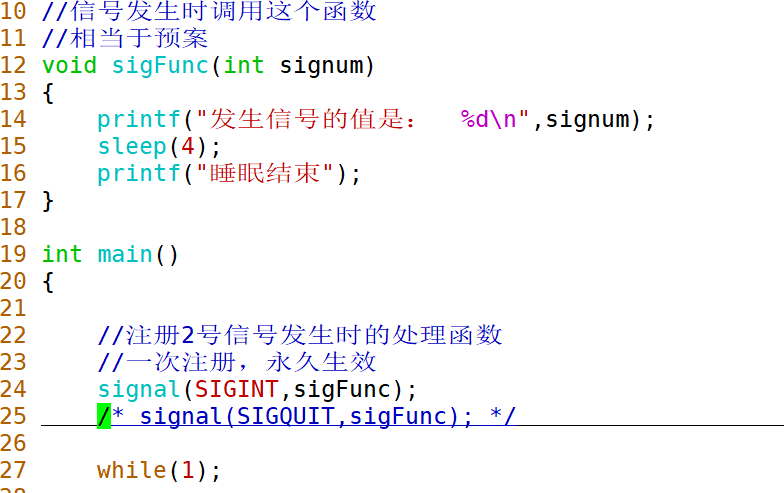 10 //信号发生时调用这个函数
11 //相当于预案
12 void sigFunc(int signum)
13 {
14     printf("发生信号的值是：  %d\n",signum);
15     sleep(4);
16     printf("睡眠结束");
17 }
18
19 int main()
20 {
21
22     //注册2号信号发生时的处理函数
23     //一次注册，永久生效
24     signal(SIGINT,sigFunc);
25     /* signal(SIGQUIT,sigFunc); */
26
27     while(1);